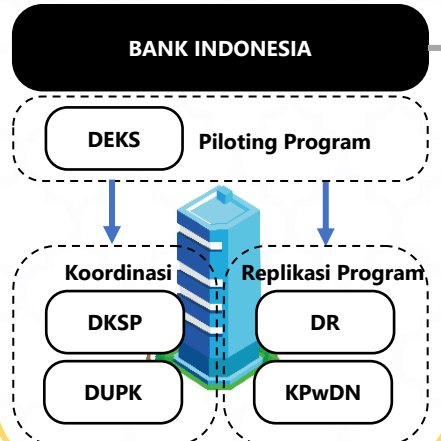 BANK INDONESIA
DEKS
Piloting Program
Koordinasi
DKSP
DUPK
Replikasi Program
DR
KPwDN